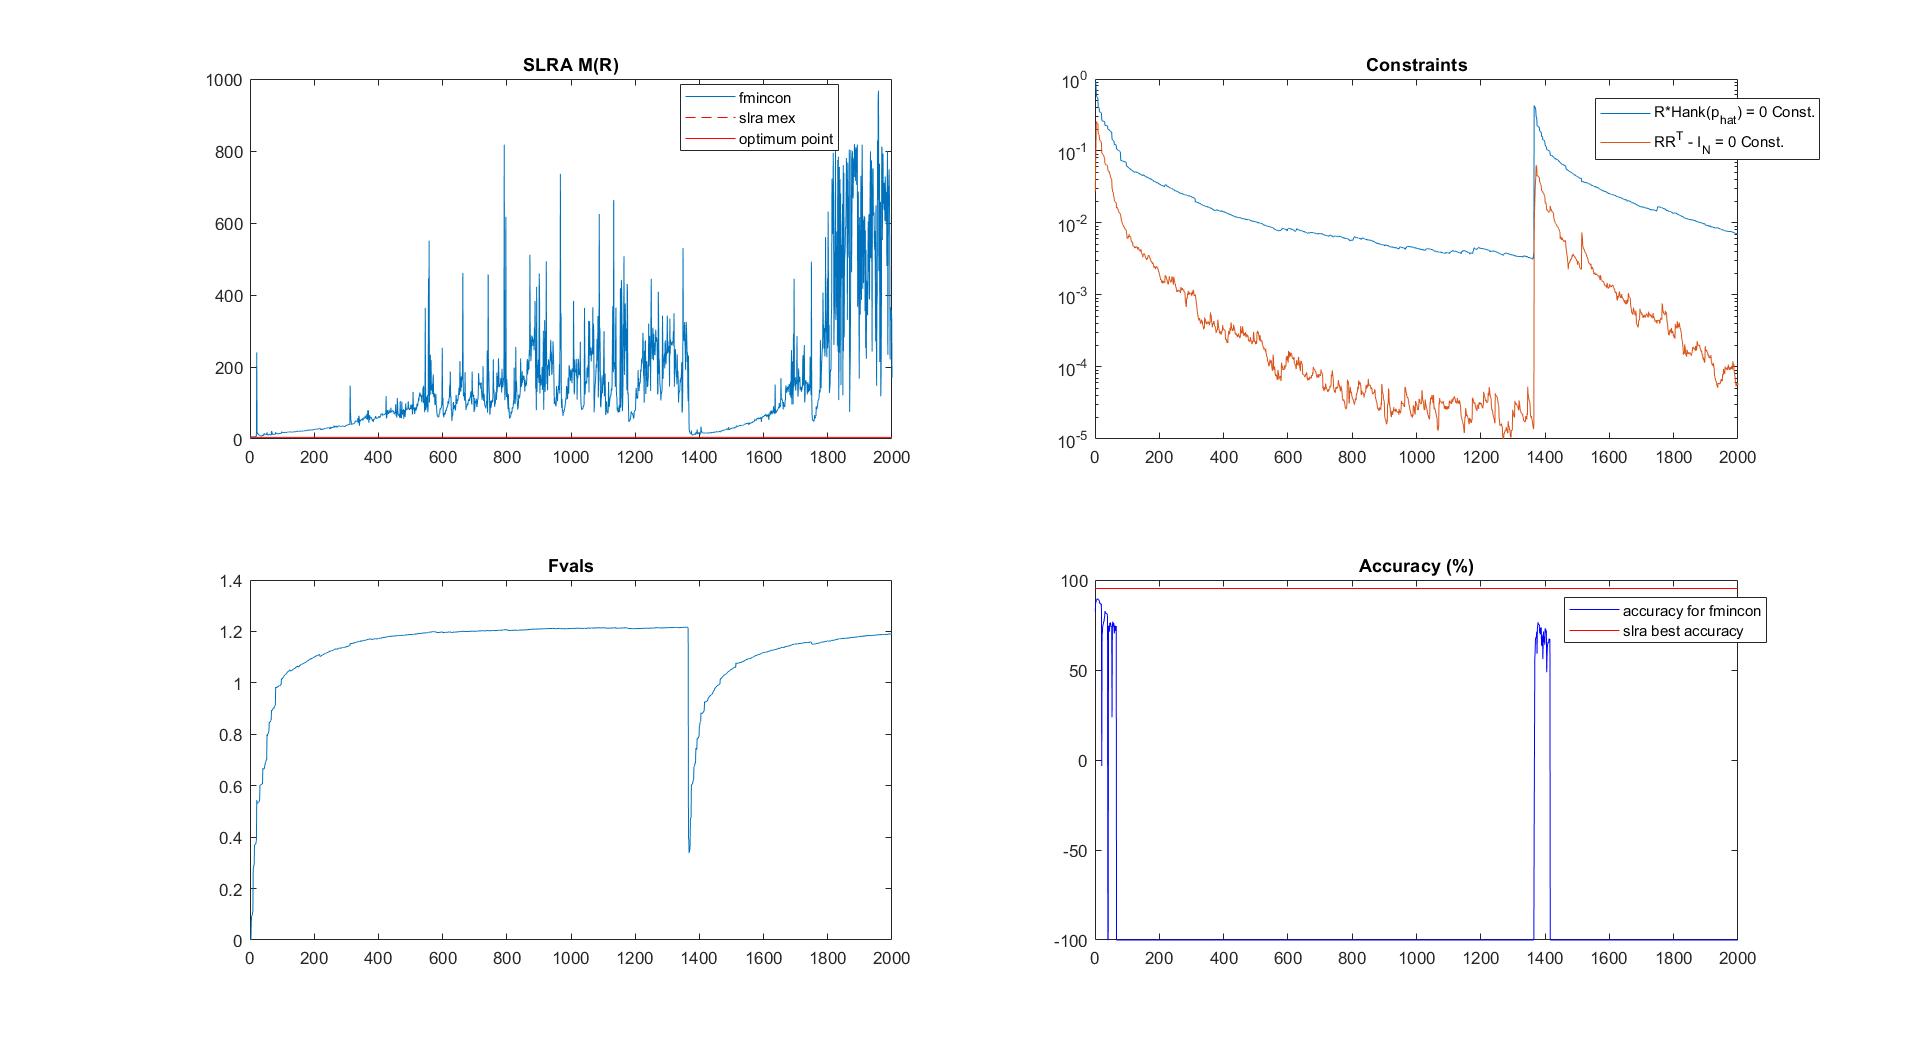 SLRA M(R)
1000
800
600
400
200
0
0 200 400 600 800 1000 1200 1400 1600 1800 2000
fmincon
slra mex
optimum point
Constraints
10^0
10^-1
10^-2
10^-3
10^-4
10^-5
0 200 400 600 800 1000 1200 1400 1600 1800 2000
R*Hank(p_hat) = 0 Const.
RR^T - I_N = 0 Const.
Fvals
1.4
1.2
1
0.8
0.6
0.4
0.2
0
0 200 400 600 800 1000 1200 1400 1600 1800 2000
Accuracy (%)
100
50
0
-50
-100
0 200 400 600 800 1000 1200 1400 1600 1800 2000
accuracy for fmincon
slra best accuracy